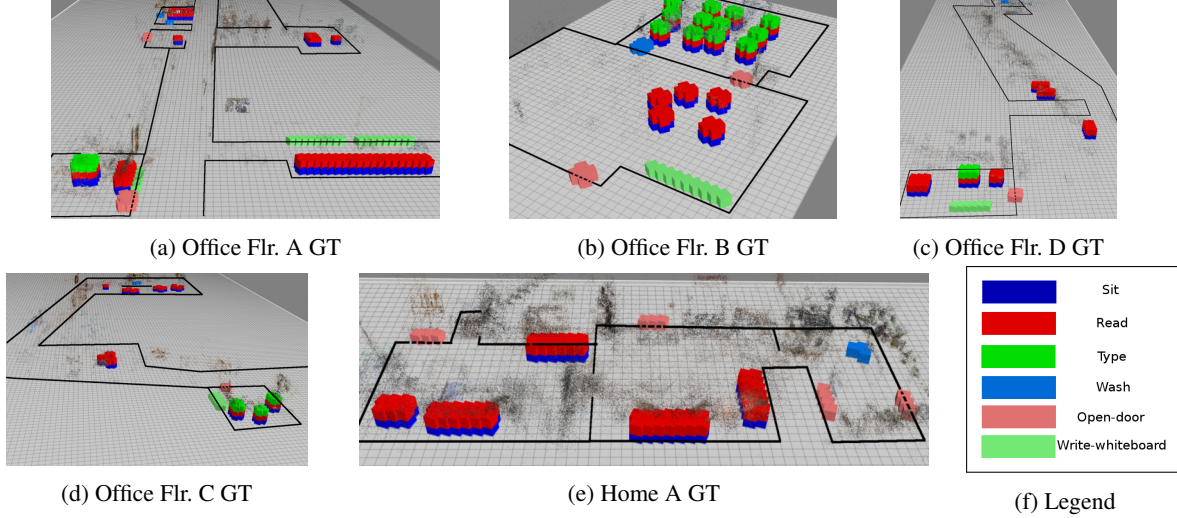 (a) Office Flr. A GT
(b) Office Flr. B GT
(c) Office Flr. D GT
(d) Office Flr. C GT
(e) Home A GT
Sit
Read
Type
Wash
Open-door
Write-whiteboard
(f) Legend